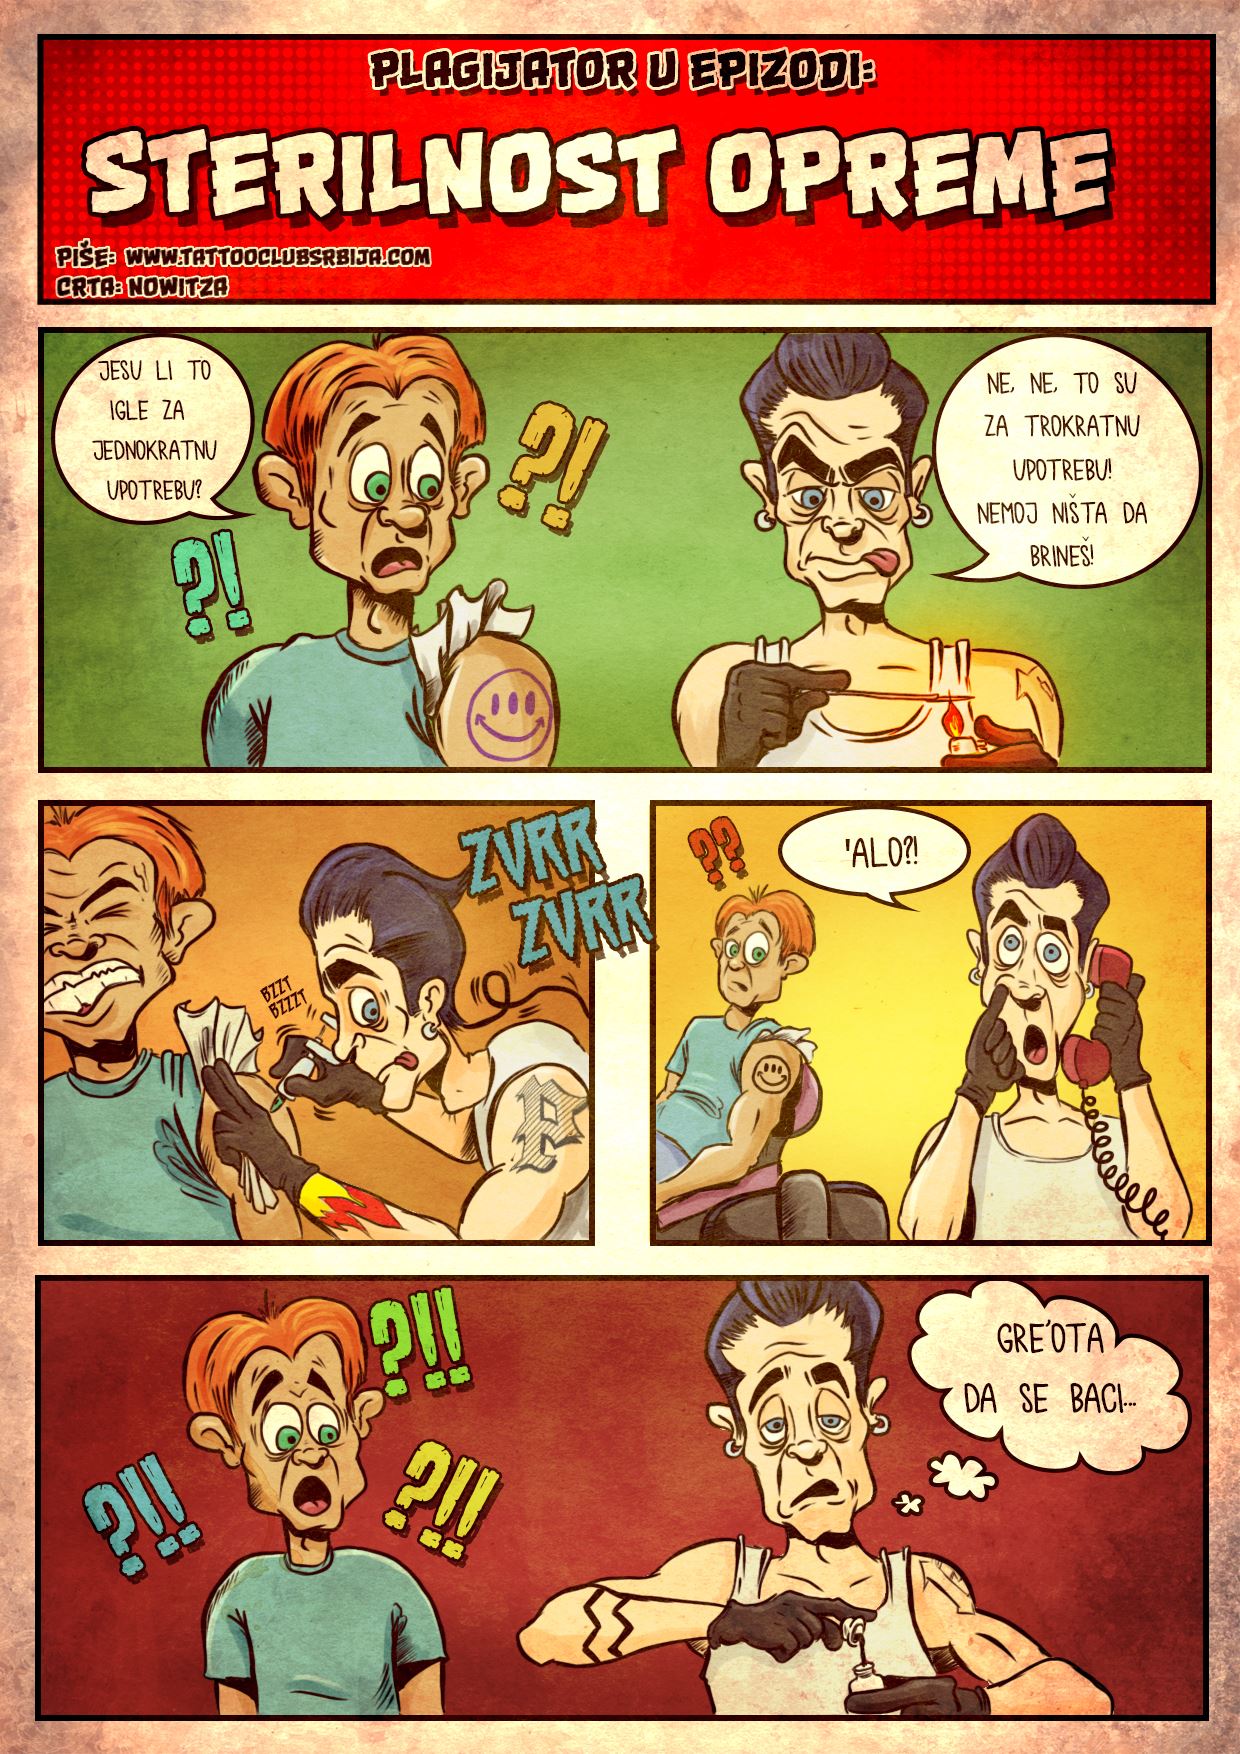 PLAGIJATOR U EPIZODI:
STERILNOST OPREME
PIŠE: WWW.TATTOOCLUBSRBIJA.COM
CRTA: NOWITZA
JESU LI TO
IGLE ZA
JEDNOKRATNU
UPOTREBU?
?!
?!
NE, NE, TO SU
ZA TROKRATNU
UPOTREBU!
NEMOJ NIŠTA DA
BRINEŠ!
ZVRR
ZVRR
BZZT
BZZZT
??
'ALO?!
?!!
?!!
?!!
GRE'OTA
DA SE BACI...